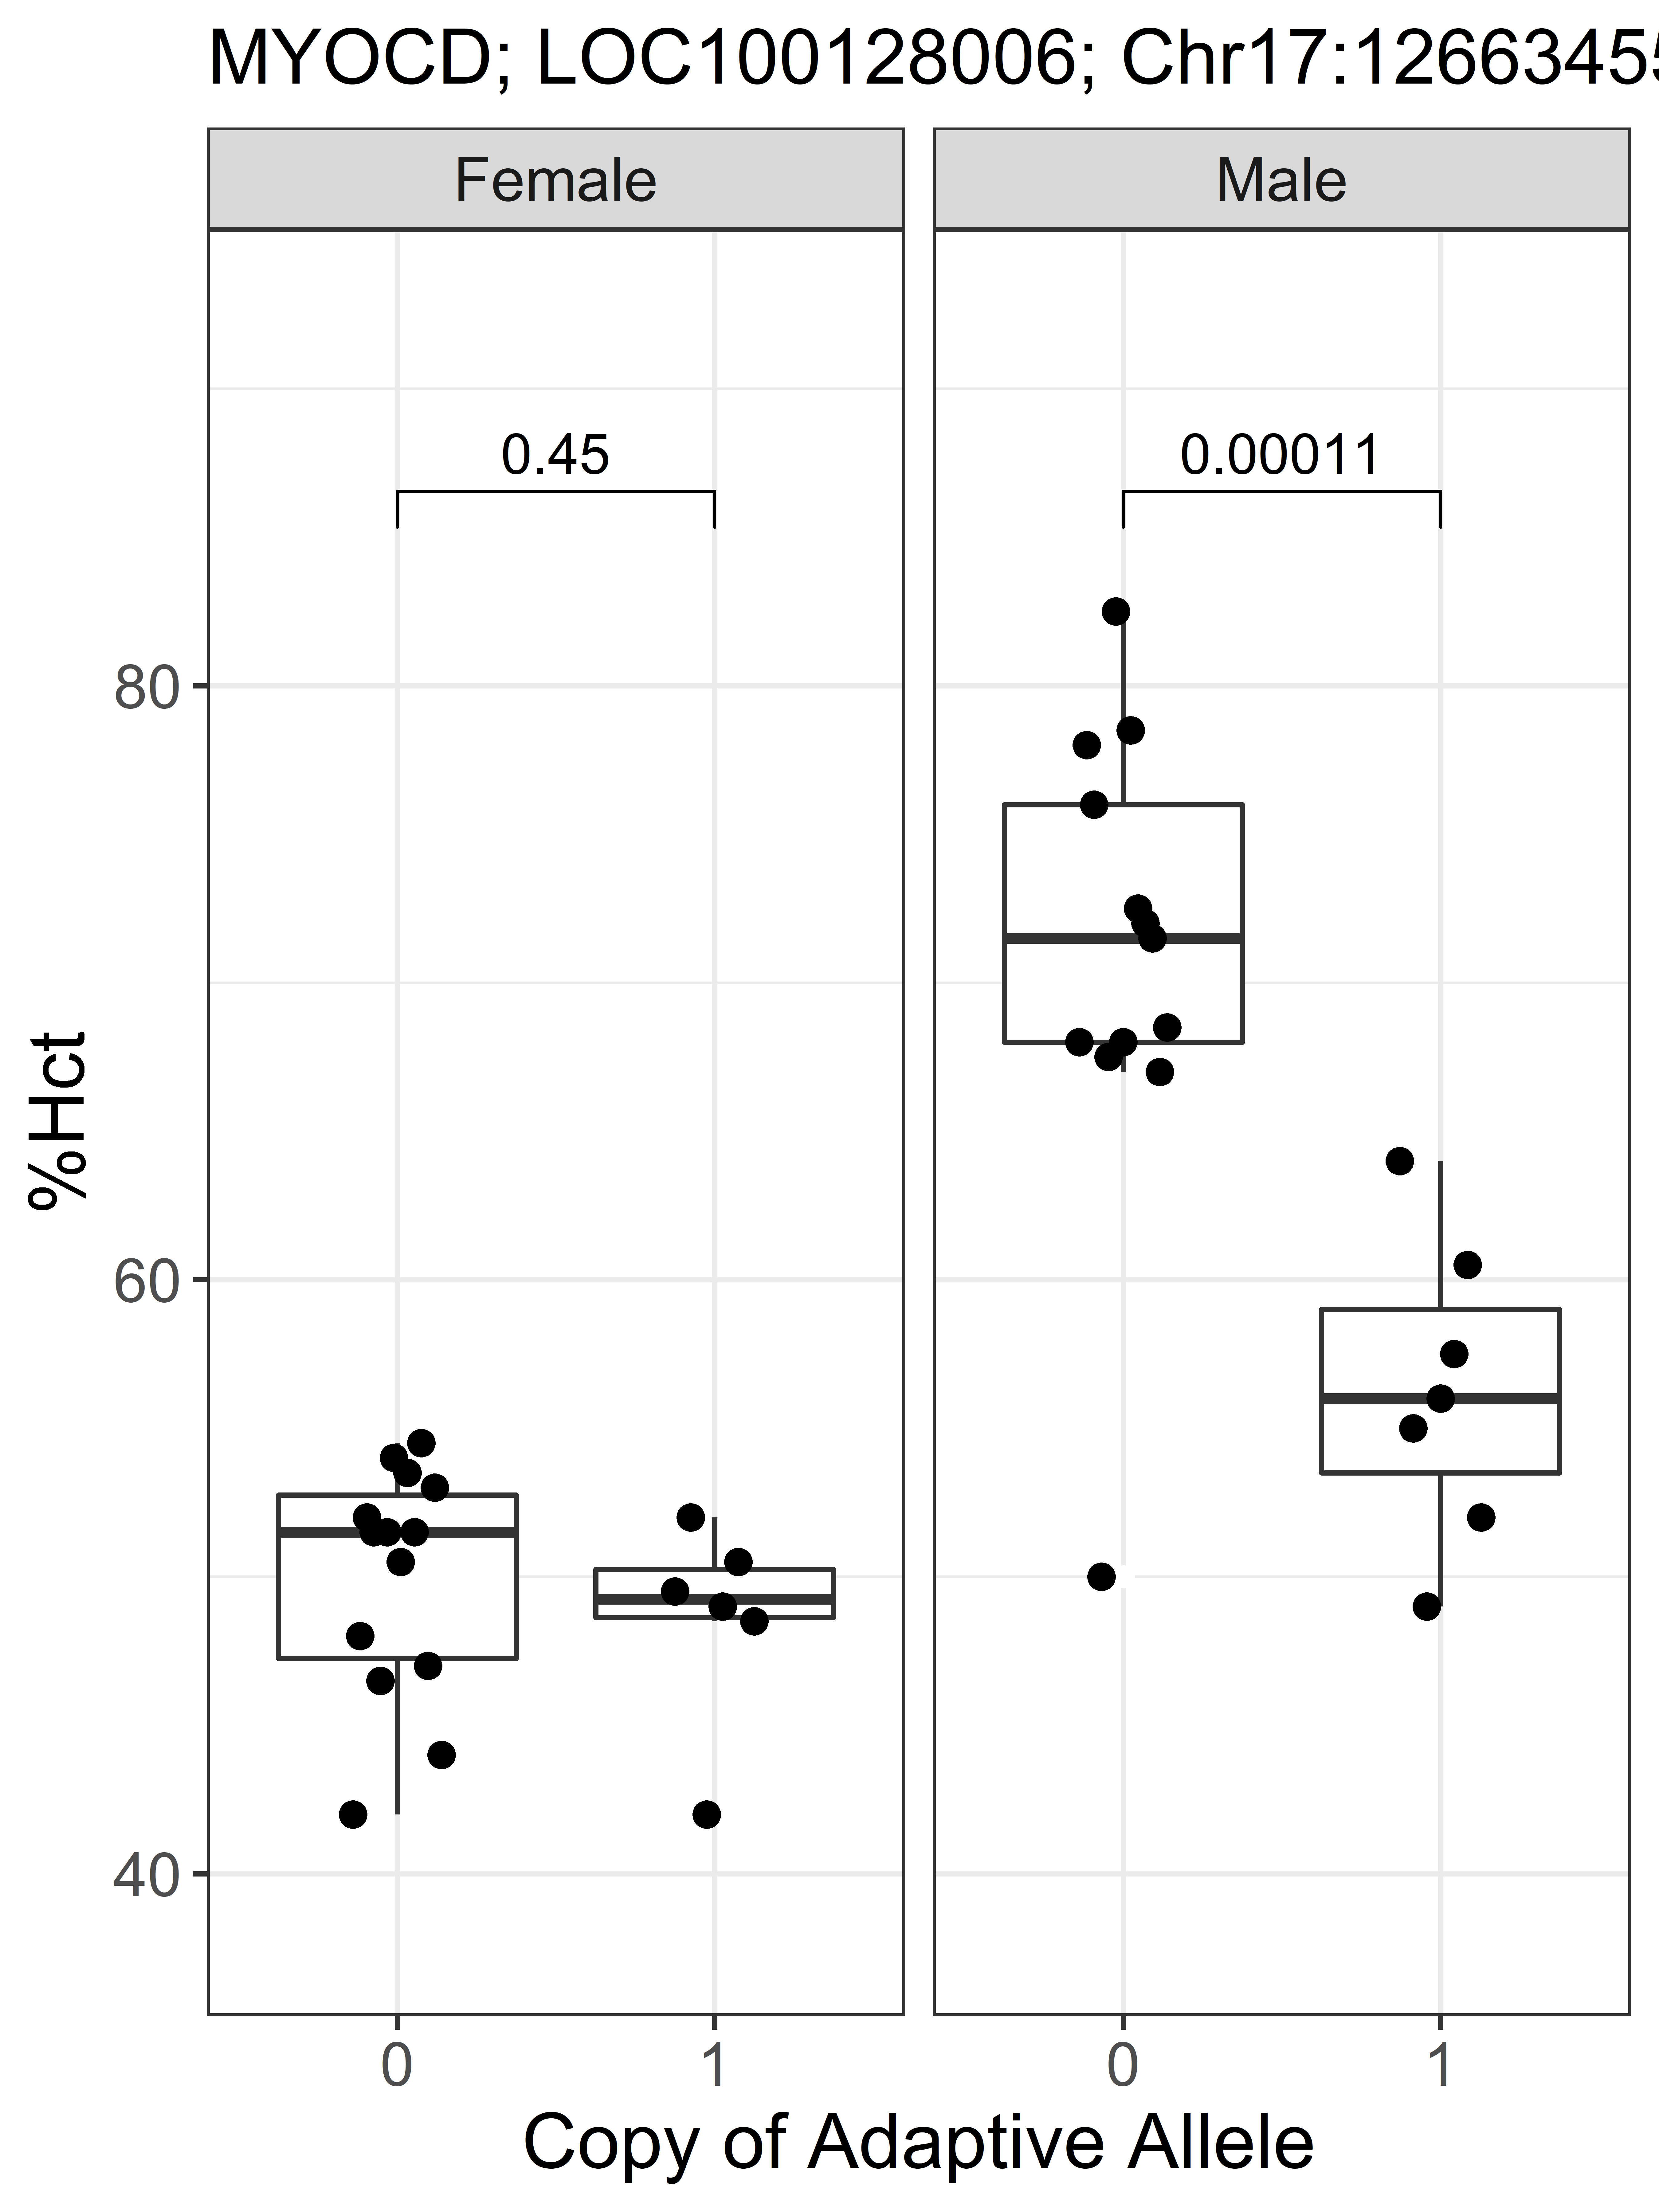 MYOCD; LOC100128006; Chr17:12663455
Female Male
0.45 0.00011
80
60
40
%Hct
0 1 0 1
Copy of Adaptive Allele